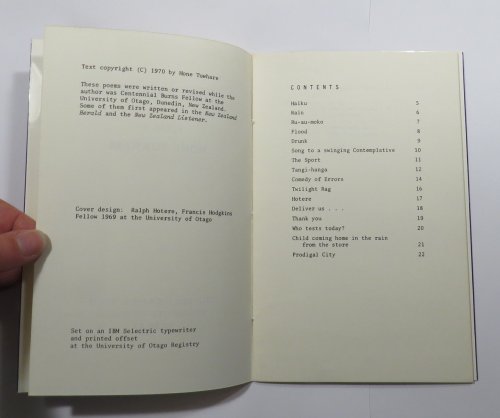 Text copyright (C) 1970 by Hone Tuwhare
These poems were written or revised while the
author was Centennial Burns Fellow at the
University of Otago, Dunedin, New Zealand.
Some of them first appeared in the New Zealand
Herald and the New Zealand Listener.
Cover design: Ralph Hotere, Francis Hodgkins
Fellow 1969 at the University of Otago
Set on an IBM Selectric typewriter
and printed offset
at the University of Otago Registry
CONTENTS
Haiku 5
Rain 6
Ru-au-moko 7
Flood 8
Drunk 9
Song to a swinging Contemplative 10
The Sport 11
Tangi-hanga 12
Comedy of Errors 14
Twilight Rag 16
Hotere 17
Deliver us . . . 18
Thank you 19
Who tests today? 20
Child coming home in the rain
from the store 21
Prodigal City 22